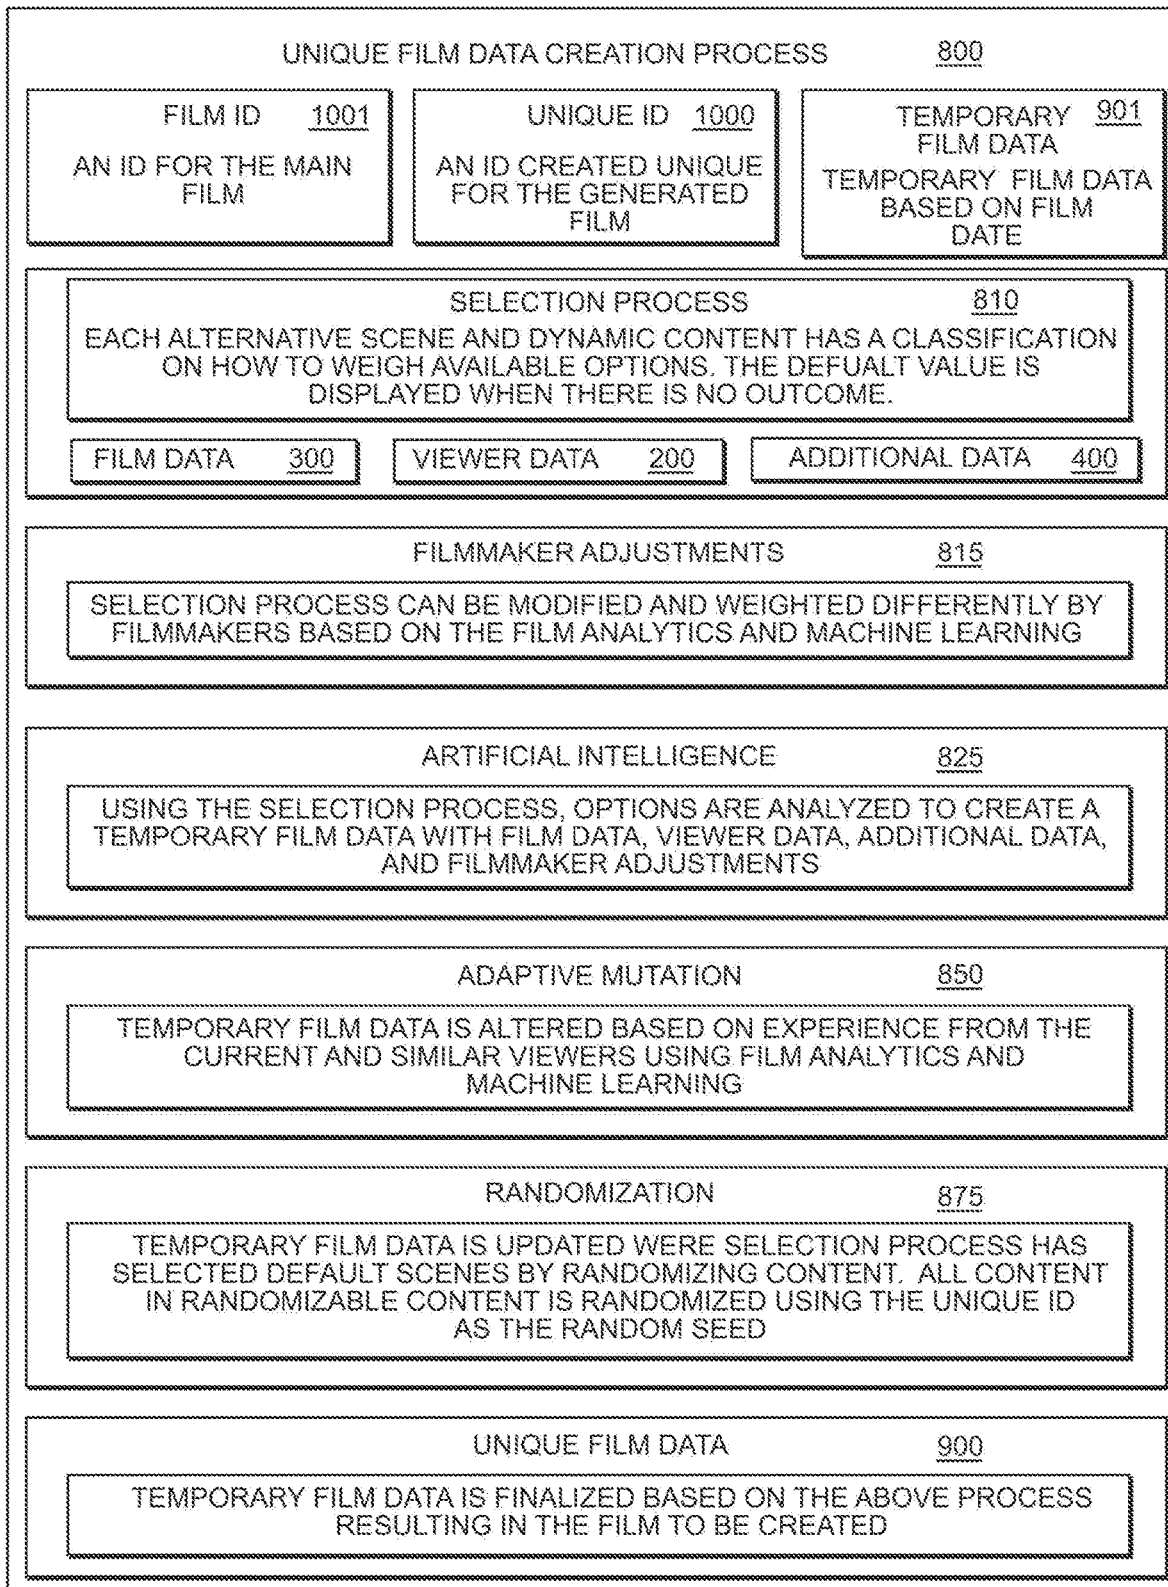 UNIQUE FILM DATA CREATION PROCESS 800
FILM ID 1001
AN ID FOR THE MAIN
FILM
UNIQUE ID 1000
AN ID CREATED UNIQUE
FOR THE GENERATED
FILM
TEMPORARY 901
FILM DATA
TEMPORARY FILM DATA
BASED ON FILM
DATE
SELECTION PROCESS 810
EACH ALTERNATIVE SCENE AND DYNAMIC CONTENT HAS A CLASSIFICATION
ON HOW TO WEIGH AVAILABLE OPTIONS. THE DEFUALT VALUE IS
DISPLAYED WHEN THERE IS NO OUTCOME.
FILM DATA 300
VIEWER DATA 200
ADDITIONAL DATA 400
FILMMAKER ADJUSTMENTS 815
SELECTION PROCESS CAN BE MODIFIED AND WEIGHTED DIFFERENTLY BY
FILMMAKERS BASED ON THE FILM ANALYTICS AND MACHINE LEARNING
ARTIFICIAL INTELLIGENCE 825
USING THE SELECTION PROCESS, OPTIONS ARE ANALYZED TO CREATE A
TEMPORARY FILM DATA WITH FILM DATA, VIEWER DATA, ADDITIONAL DATA,
AND FILMMAKER ADJUSTMENTS
ADAPTIVE MUTATION 850
TEMPORARY FILM DATA IS ALTERED BASED ON EXPERIENCE FROM THE
CURRENT AND SIMILAR VIEWERS USING FILM ANALYTICS AND
MACHINE LEARNING
RANDOMIZATION 875
TEMPORARY FILM DATA IS UPDATED WERE SELECTION PROCESS HAS
SELECTED DEFAULT SCENES BY RANDOMIZING CONTENT. ALL CONTENT
IN RANDOMIZABLE CONTENT IS RANDOMIZED USING THE UNIQUE ID
AS THE RANDOM SEED
UNIQUE FILM DATA 900
TEMPORARY FILM DATA IS FINALIZED BASED ON THE ABOVE PROCESS
RESULTING IN THE FILM TO BE CREATED